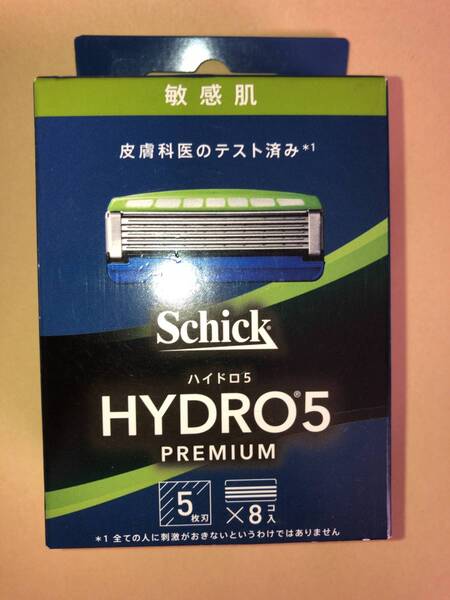 敏感肌
皮膚科医のテスト済み*1
Schick
ハイドロ5
HYDRO®5
PREMIUM
5枚刃
×8コ入
*1 全ての人に刺激がおきないというわけではありません